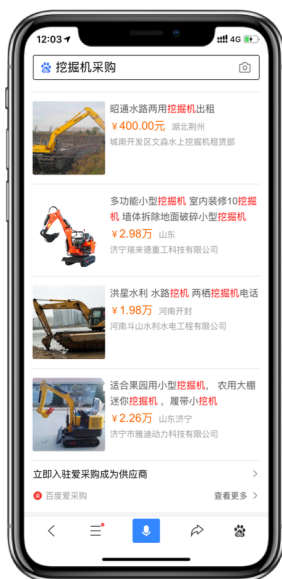 12:03
4G
挖掘机采购
昭通水路两用挖掘机出租
￥400.00元 湖北荆州
城南开发区文淼水上挖掘机租赁部
多功能小型挖掘机 室内装修10挖掘
机 墙体拆除地面破碎小型挖掘机
￥2.98万 山东
济宁瑞来德重工科技有限公司
洪星水利 水路挖机 两栖挖掘机电话
￥1.98万 河南开封
河南斗山水利水电工程有限公司
适合果园用小型挖掘机， 农用大棚
迷你挖掘机 ，履带小挖机
￥2.26万 山东济宁
济宁市雅迪动力科技有限公司
立即入驻爱采购成为供应商
百度爱采购 查看更多